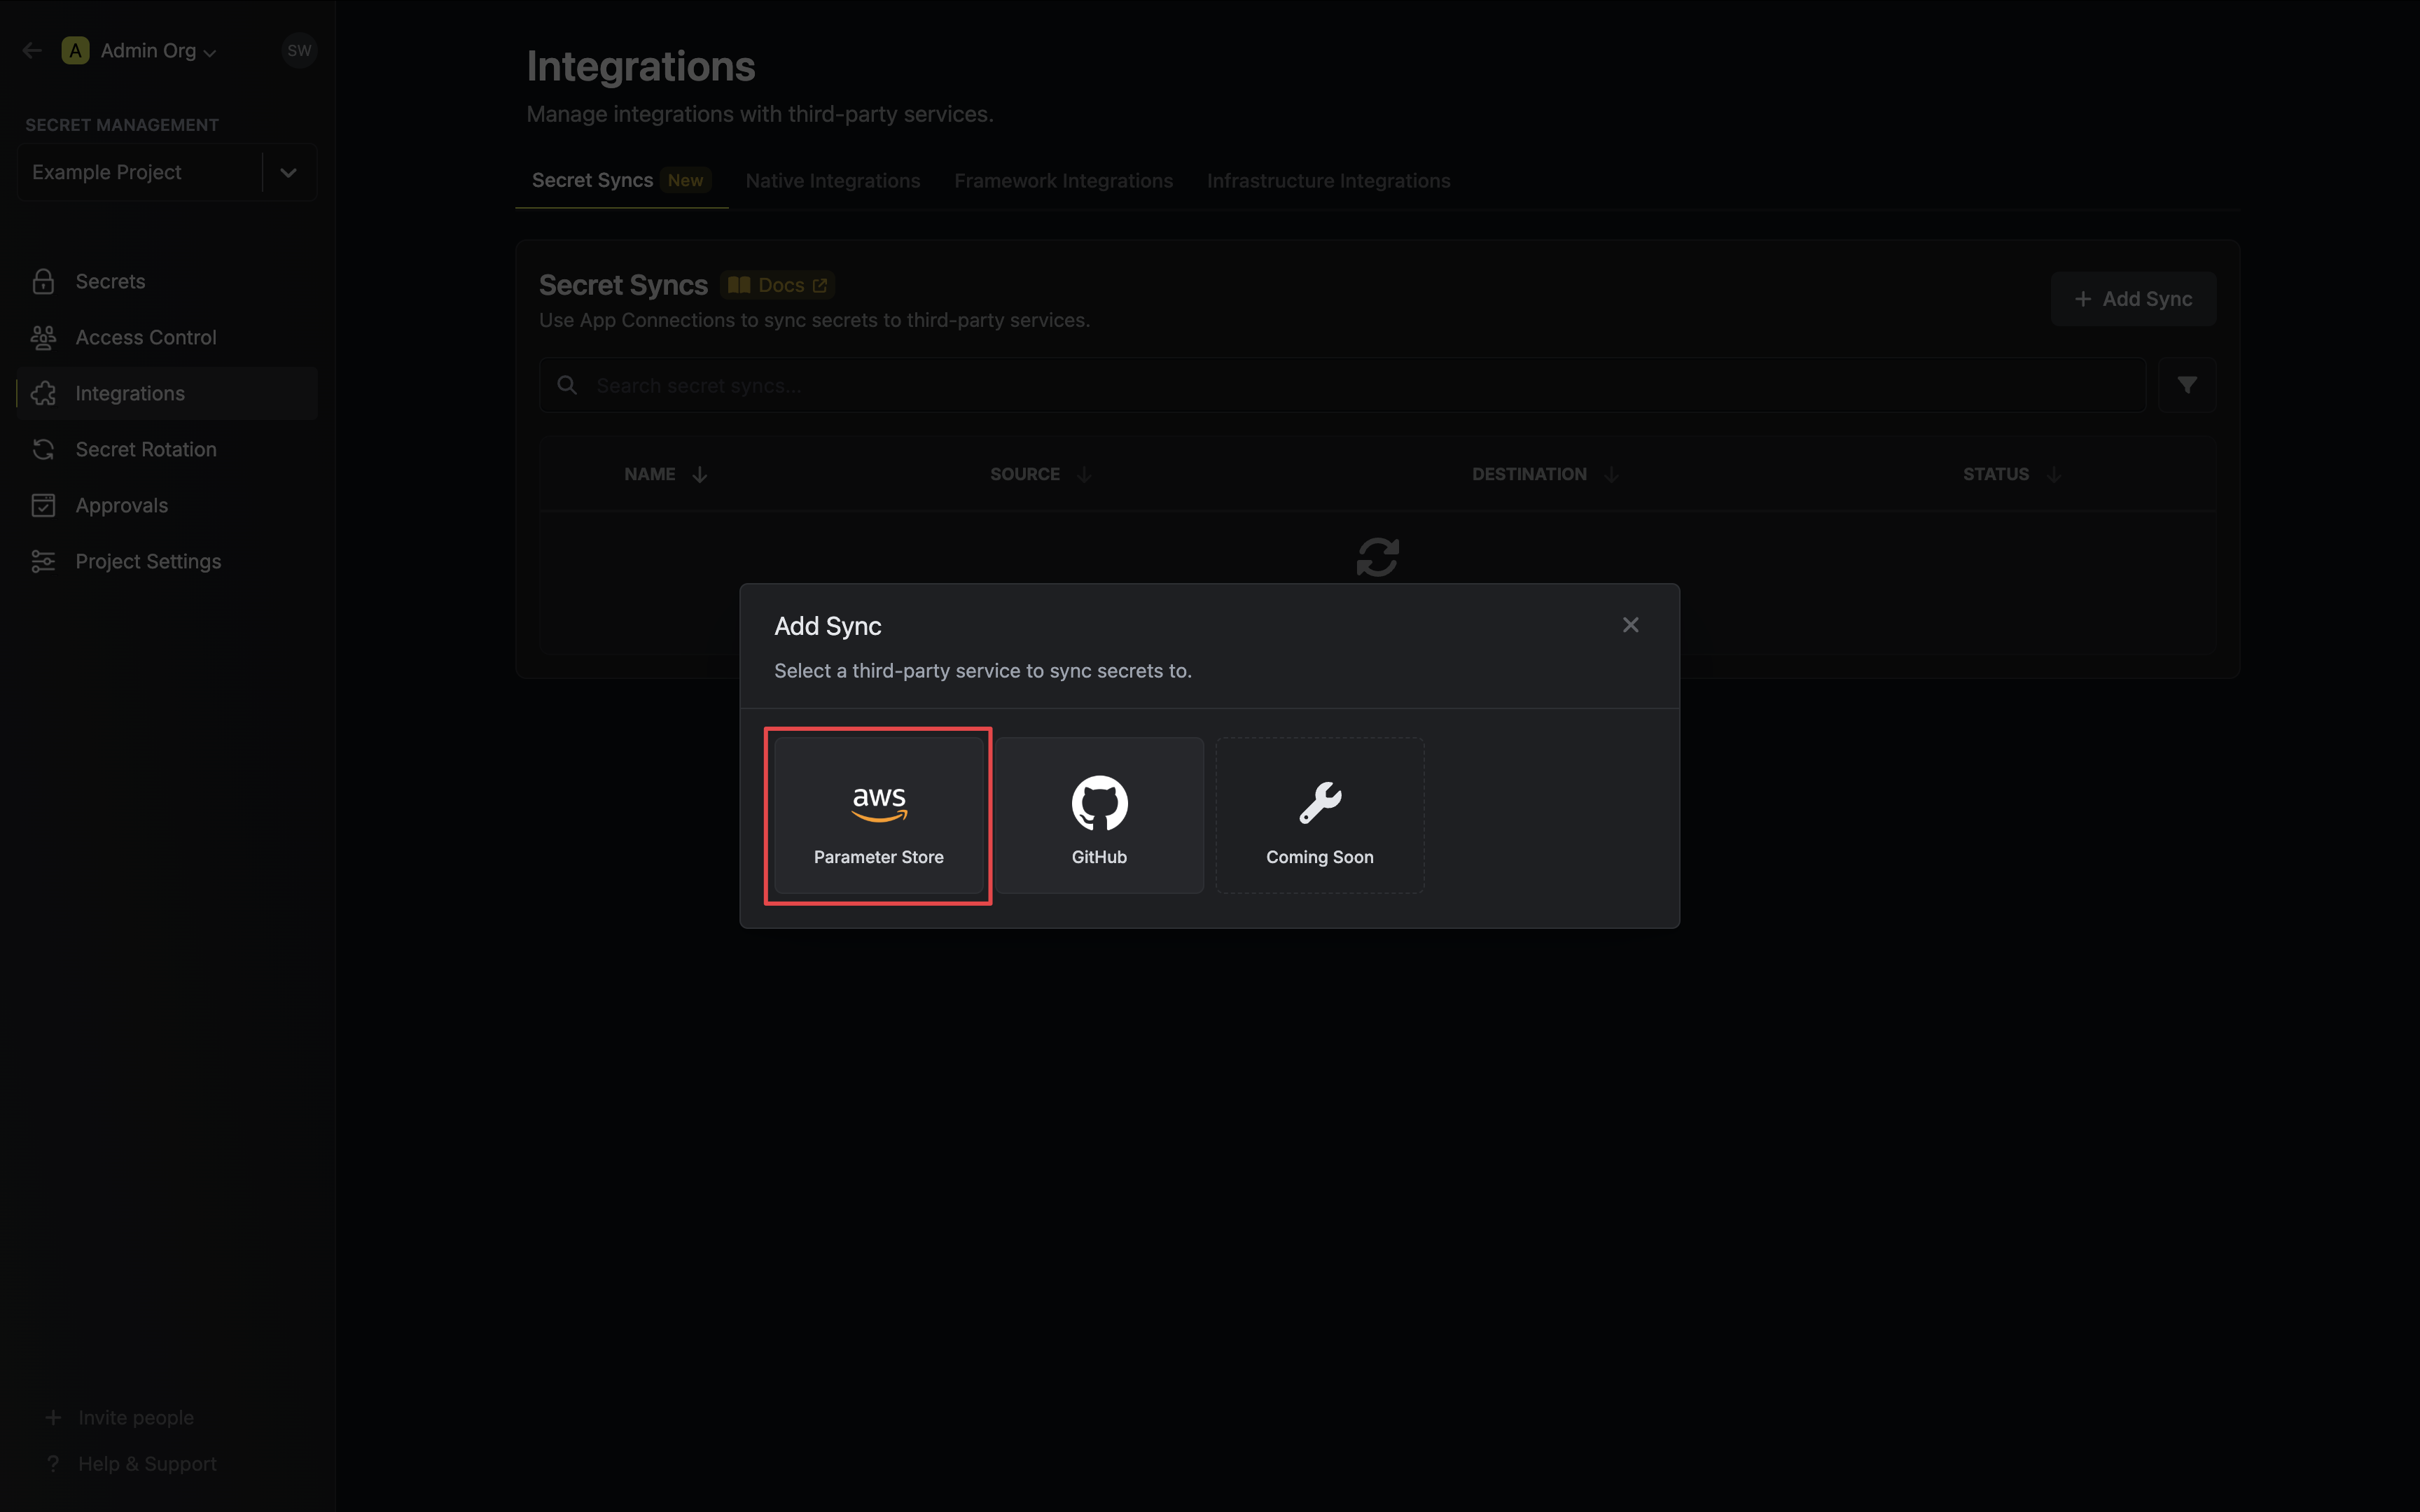 A Admin Org
SW
SECRET MANAGEMENT
Example Project
Secrets
Access Control
Integrations
Secret Rotation
Approvals
Project Settings
Invite people
? Help & Support
Integrations
Manage integrations with third-party services.
Secret Syncs New Native Integrations Framework Integrations Infrastructure Integrations
Secret Syncs Docs
Use App Connections to sync secrets to third-party services.
+ Add Sync
Search secret syncs...
NAME SOURCE DESTINATION STATUS
Add Sync
Select a third-party service to sync secrets to.
aws
Parameter Store
GitHub
Coming Soon